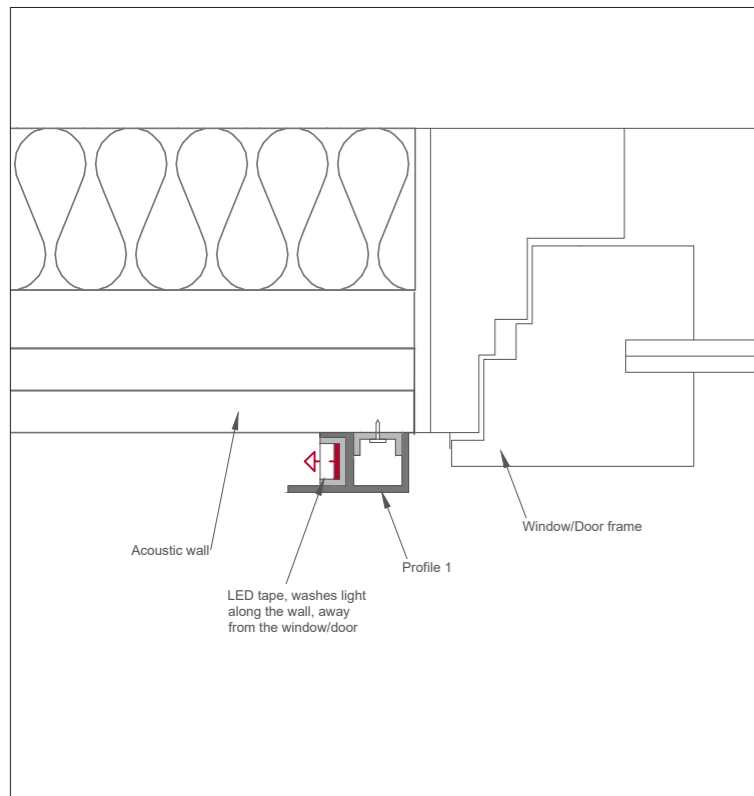 Acoustic wall
LED tape, washes light
along the wall, away
from the window/door
Profile 1
Window/Door frame